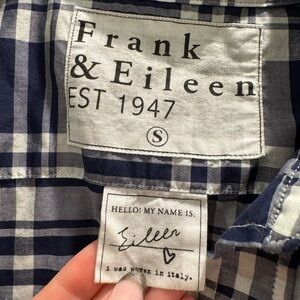 Frank
& Eileen
EST 1947
S
HELLO! MY NAME IS:
Eileen
i was woven in italy.